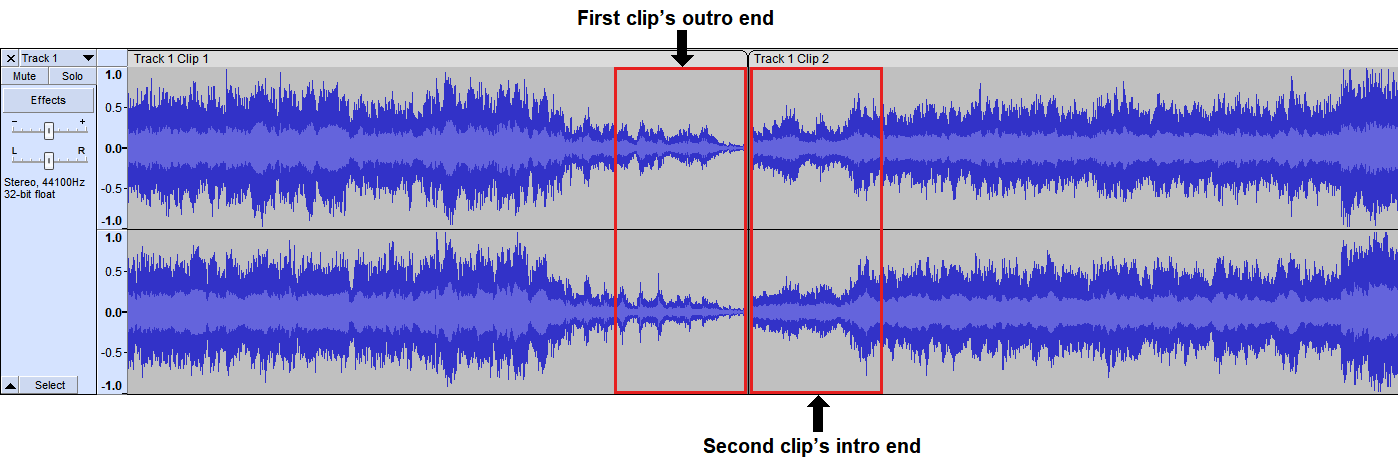 First clip’s outro end
Track 1
Track 1 Clip 1
Track 1 Clip 2
Mute Solo
Effects
- +
L R
Stereo, 44100Hz
32-bit float
Select
1.0
0.5
0.0
-0.5
-1.0
1.0
0.5
0.0
-0.5
-1.0
Second clip’s intro end